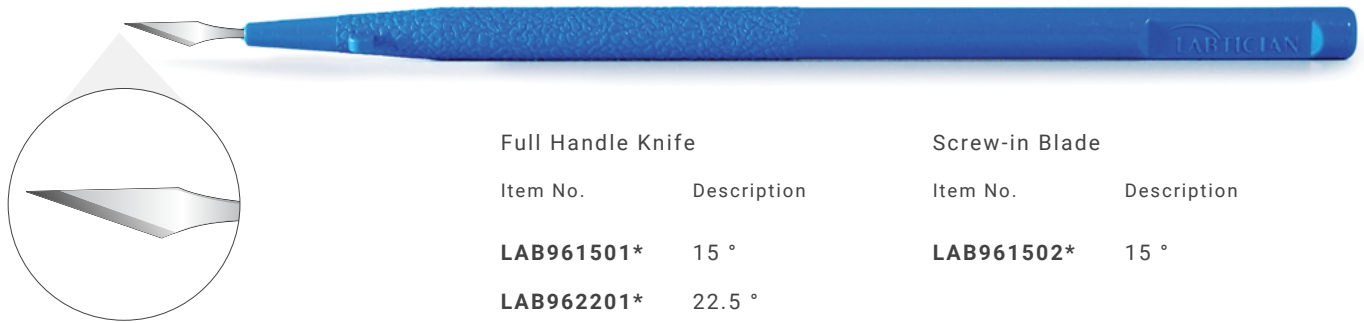 LABTICIAN
Full Handle Knife
Item No. Description
LAB961501* 15 °
LAB962201* 22.5 °
Screw-in Blade
Item No. Description
LAB961502* 15 °